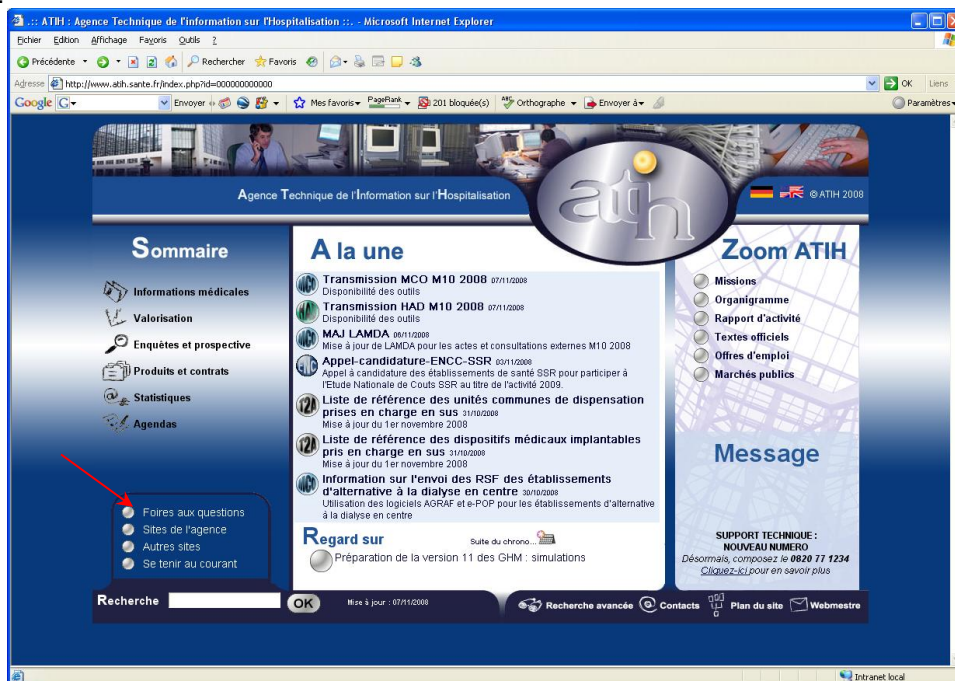 .:: ATIH : Agence Technique de l'information sur l'Hospitalisation ::. - Microsoft Internet Explorer
Fichier Edition Affichage Favoris Outils ?
Précédente Rechercher Favoris
Adresse http://www.atih.sante.fr/index.php?id=000000000000 OK Liens
Google G Envoyer Mes favoris PageRank 201 bloquée(s) Orthographe Envoyer à Paramètres
atih
Agence Technique de l'Information sur l'Hospitalisation
© ATIH 2008
Sommaire
Informations médicales
Valorisation
Enquêtes et prospective
Produits et contrats
Statistiques
Agendas
Foires aux questions
Sites de l'agence
Autres sites
Se tenir au courant
A la une
Transmission MCO M10 2008 07/11/2008
Disponibilité des outils
Transmission HAD M10 2008 07/11/2008
Disponibilité des outils
MAJ LAMDA 06/11/2008
Mise à jour de LAMDA pour les actes et consultations externes M10 2008
Appel-candidature-ENCC-SSR 03/11/2008
Appel à candidature des établissements de santé SSR pour participer à
l'Etude Nationale de Couts SSR au titre de l'activité 2009.
Liste de référence des unités communes de dispensation
prises en charge en sus 31/10/2008
Mise à jour du 1er novembre 2008
Liste de référence des dispositifs médicaux implantables
pris en charge en sus 31/10/2008
Mise à jour du 1er novembre 2008
Information sur l'envoi des RSF des établissements
d'alternative à la dialyse en centre 30/10/2008
Utilisation des logiciels AGRAF et e-POP pour les établissements d'alternative
à la dialyse en centre
Regard sur
Suite du chrono...
Préparation de la version 11 des GHM : simulations
Zoom ATIH
Missions
Organigramme
Rapport d'activité
Textes officiels
Offres d'emploi
Marchés publics
Message
SUPPORT TECHNIQUE :
NOUVEAU NUMERO
Désormais, composez le 0820 77 1234
Cliquez-ici pour en savoir plus
Recherche OK Mise à jour : 07/11/2008 Recherche avancée Contacts Plan du site Webmestre
Intranet local